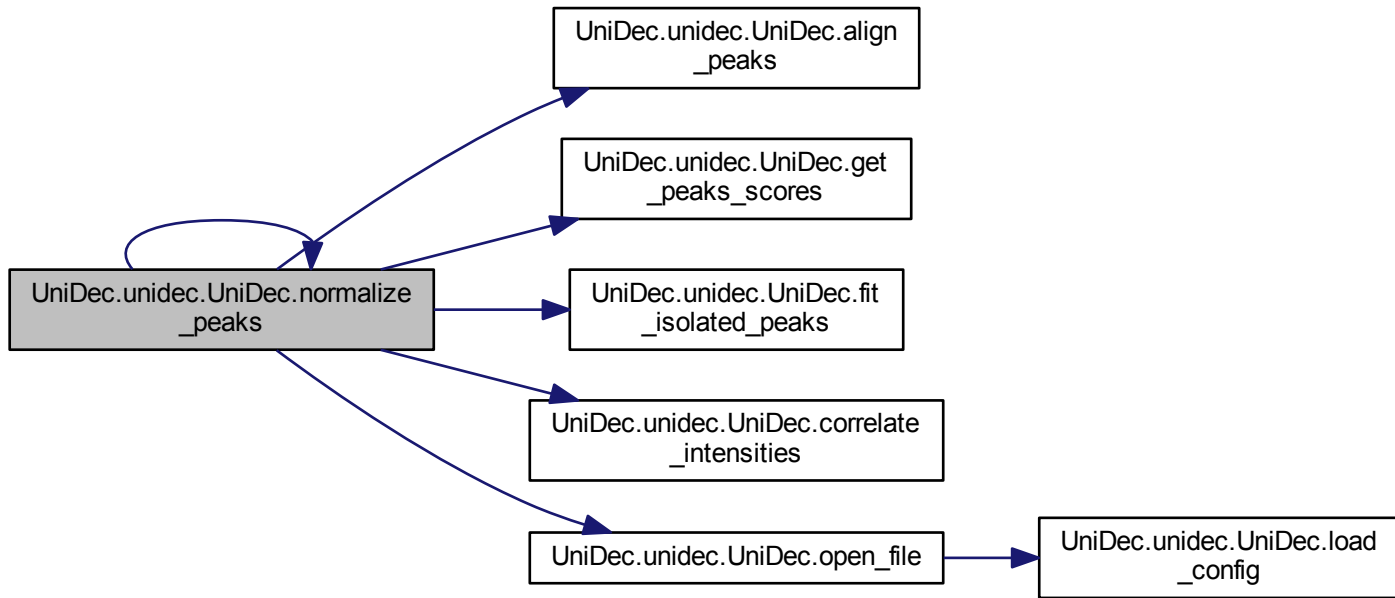 UniDec.unidec.UniDec.align
_peaks
UniDec.unidec.UniDec.get
_peaks_scores
UniDec.unidec.UniDec.normalize
_peaks
UniDec.unidec.UniDec.fit
_isolated_peaks
UniDec.unidec.UniDec.correlate
_intensities
UniDec.unidec.UniDec.open_file
UniDec.unidec.UniDec.load
_config